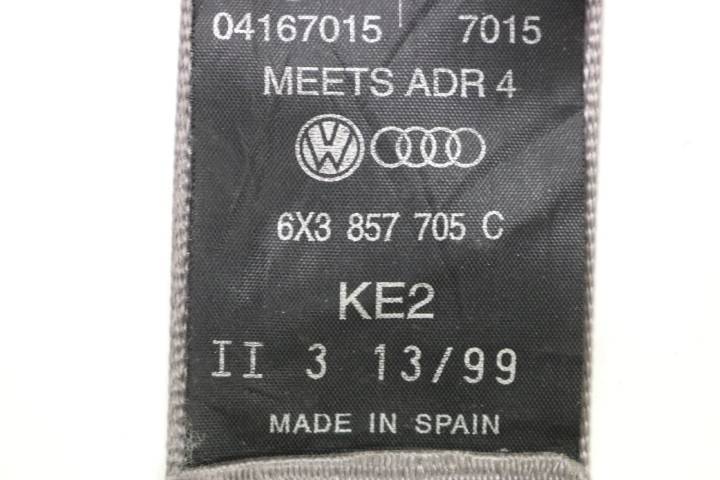 04167015 7015
MEETS ADR 4
6X3 857 705 C
KE2
II 3 13/99
MADE IN SPAIN